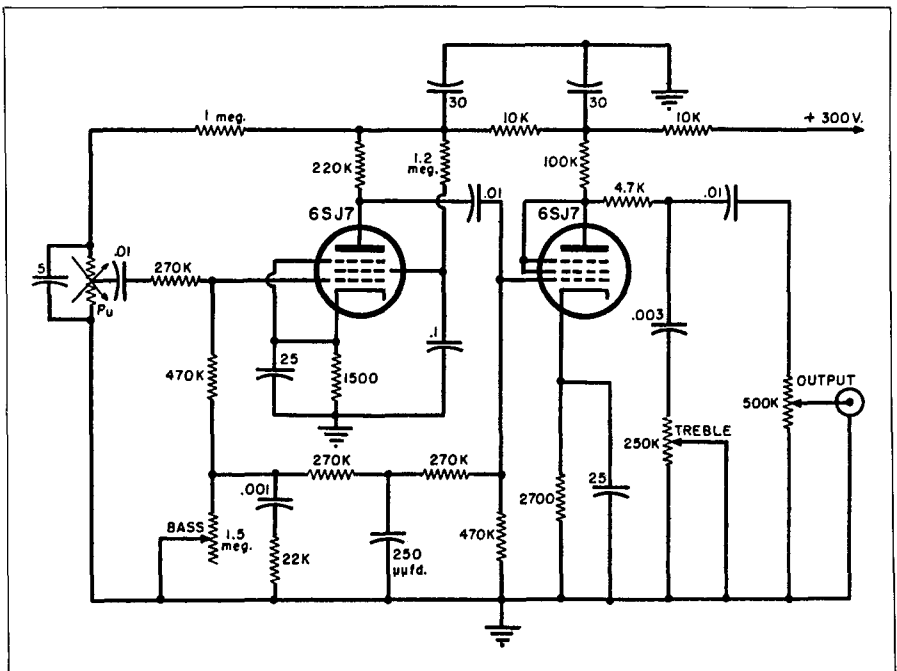 30
30
1 meg.
10K
10K
+ 300 V.
220K
1.2
meg.
100K
.01
4.7K
.01
6SJ7
6SJ7
5
.01
270K
Pu
.003
.1
470K
25
1500
OUTPUT
500K
TREBLE
250K
270K
270K
.001
2700
25
BASS
1.5
meg.
22K
250
μμfd.
470K